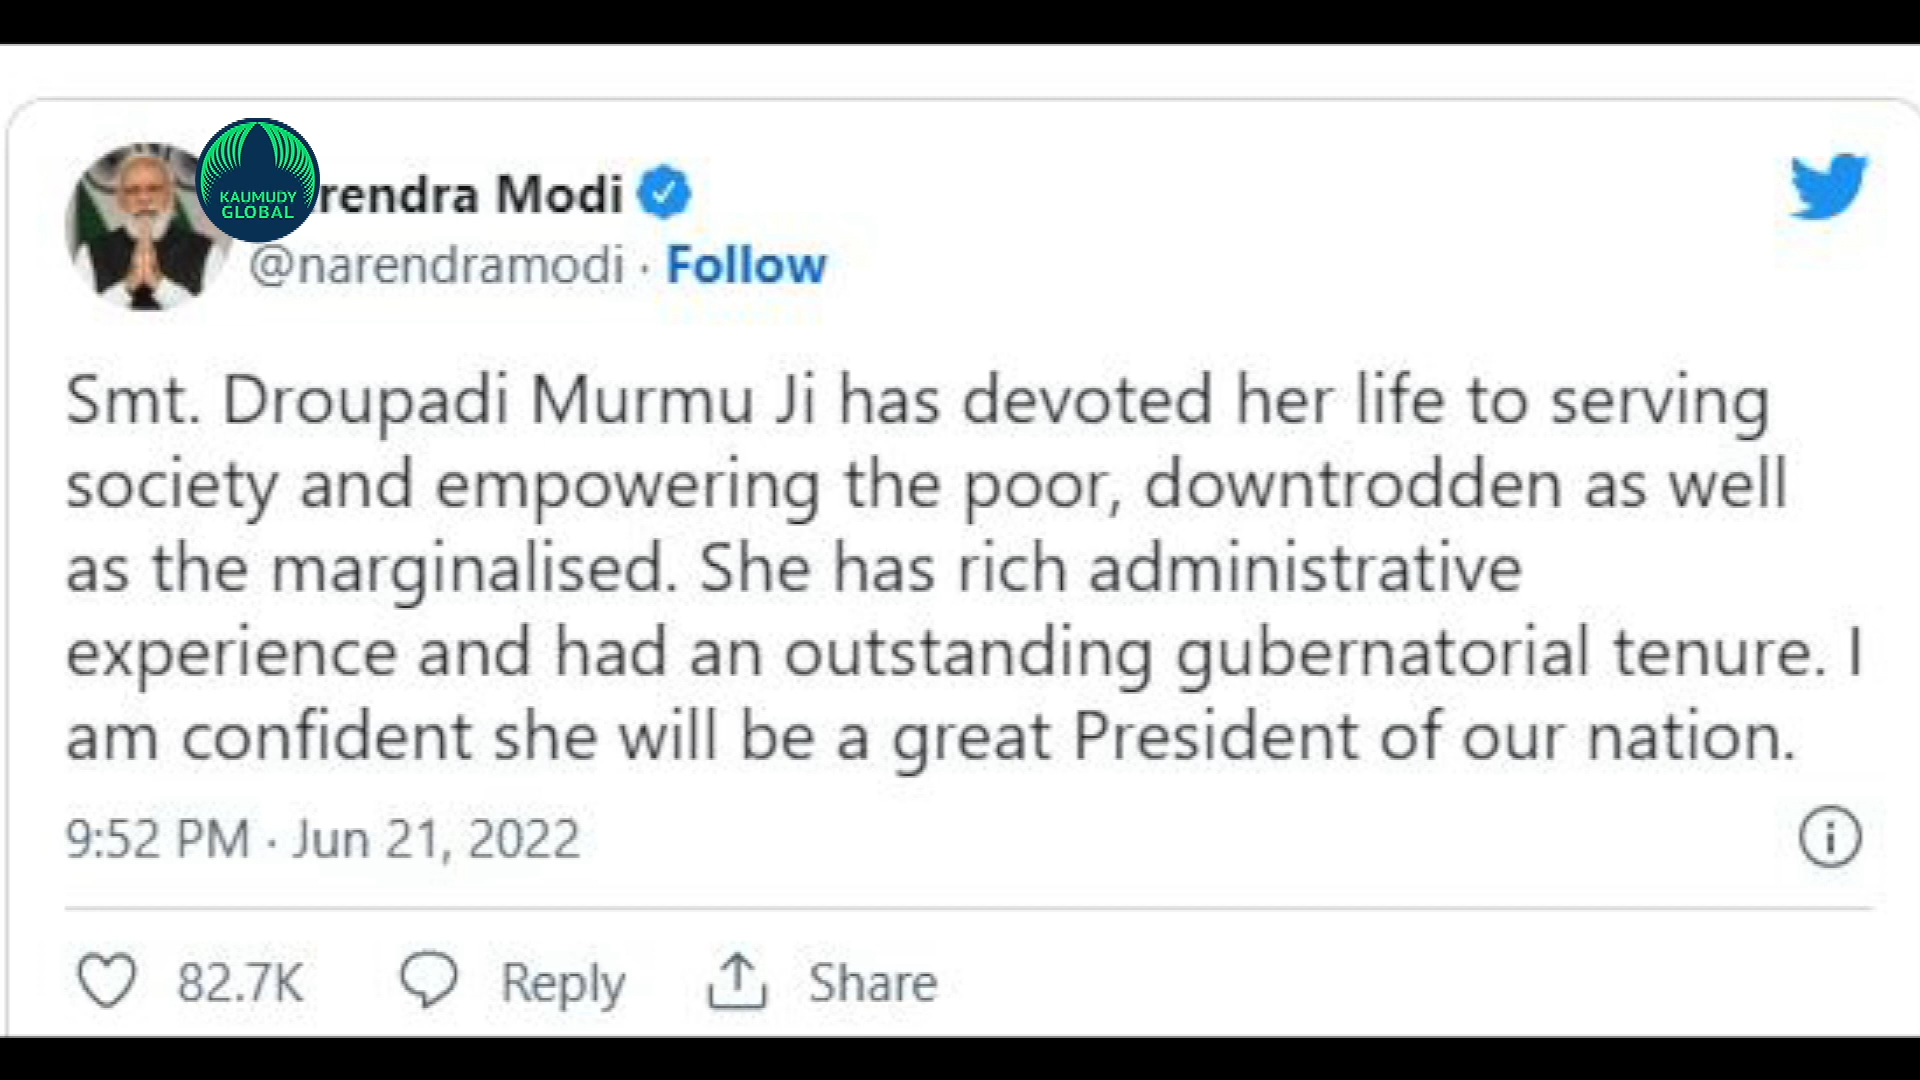 KAUMUDY
GLOBAL
rendra Modi
@narendramodi · Follow
Smt. Droupadi Murmu Ji has devoted her life to serving
society and empowering the poor, downtrodden as well
as the marginalised. She has rich administrative
experience and had an outstanding gubernatorial tenure. I
am confident she will be a great President of our nation.
9:52 PM · Jun 21, 2022
82.7K Reply Share